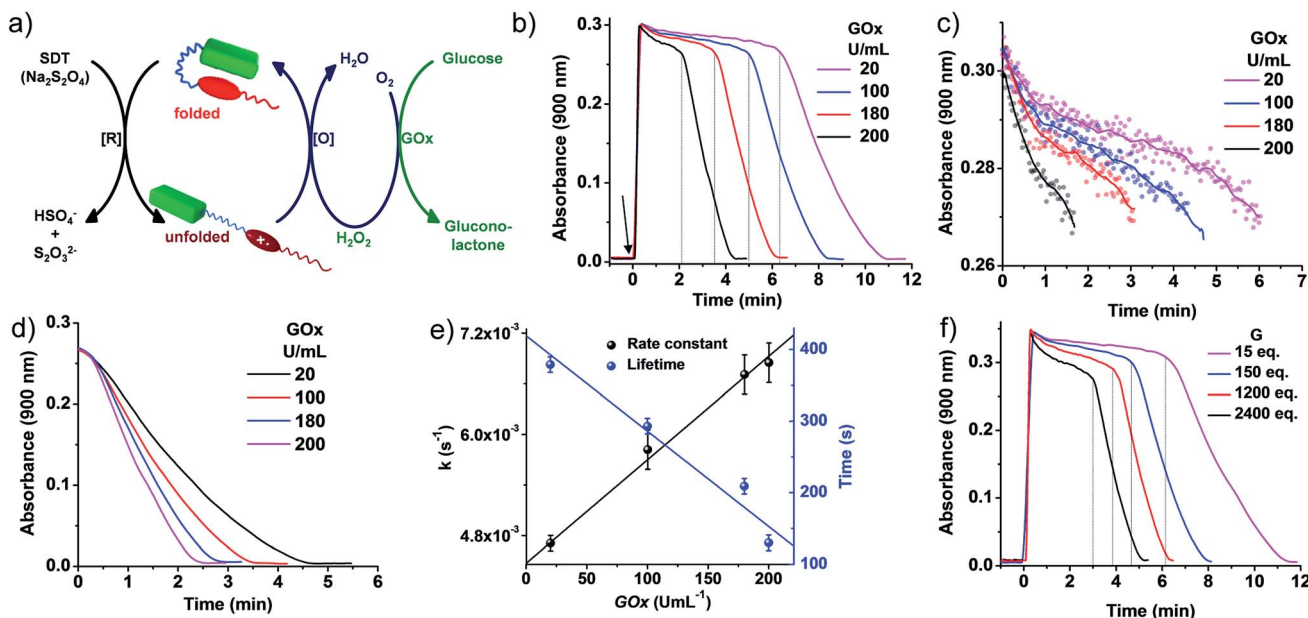 a)
SDT
(Na₂S₂O₄)
[R]
HSO₄⁻
+
S₂O₃²⁻
folded
unfolded
+·
H₂O
O₂
[O]
H₂O₂
Glucose
GOx
Glucono-
lactone
b)
Absorbance (900 nm)
0.3
0.2
0.1
0.0
0 2 4 6 8 10 12
Time (min)
GOx
U/mL
20
100
180
200
c)
Absorbance (900 nm)
0.30
0.28
0.26
0 1 2 3 4 5 6 7
Time (min)
GOx
U/mL
20
100
180
200
d)
Absorbance (900 nm)
0.3
0.2
0.1
0.0
0 1 2 3 4 5 6
Time (min)
GOx
U/mL
20
100
180
200
e)
k (s⁻¹)
7.2x10⁻³
6.0x10⁻³
4.8x10⁻³
Rate constant
Lifetime
0 50 100 150 200
GOx (UmL⁻¹)
400
300
200
100
Time (s)
f)
Absorbance (900 nm)
0.3
0.2
0.1
0.0
0 2 4 6 8 10 12
Time (min)
G
15 eq.
150 eq.
1200 eq.
2400 eq.